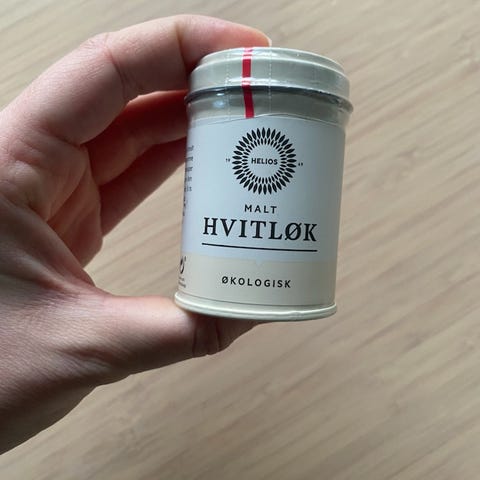 19 HELIOS 69
MALT
HVITLØK
ØKOLOGISK